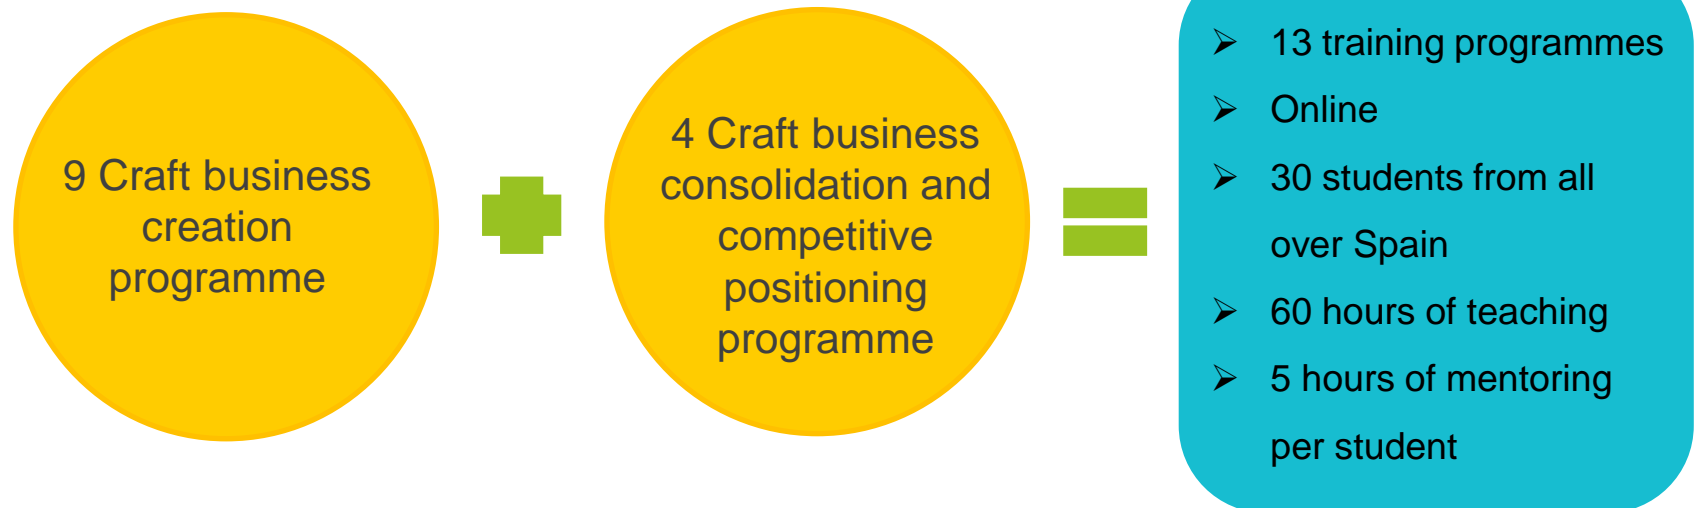 9 Craft business
creation
programme
4 Craft business
consolidation and
competitive
positioning
programme
➢ 13 training programmes
➢ Online
➢ 30 students from all
over Spain
➢ 60 hours of teaching
➢ 5 hours of mentoring
per student